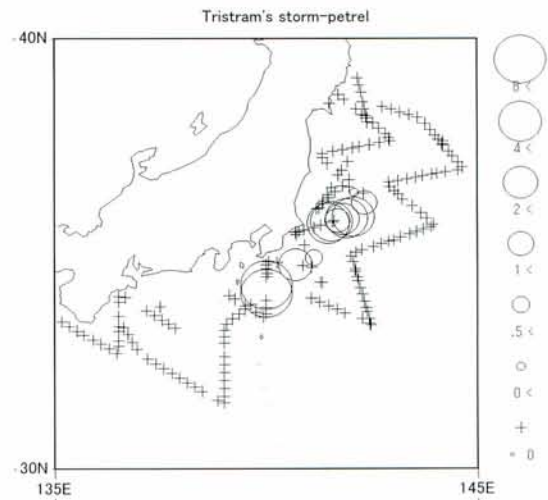 Tristram's storm-petrel
40N
8 <
4 <
2 <
1 <
.5 <
0 <
0
30N
135E
145E